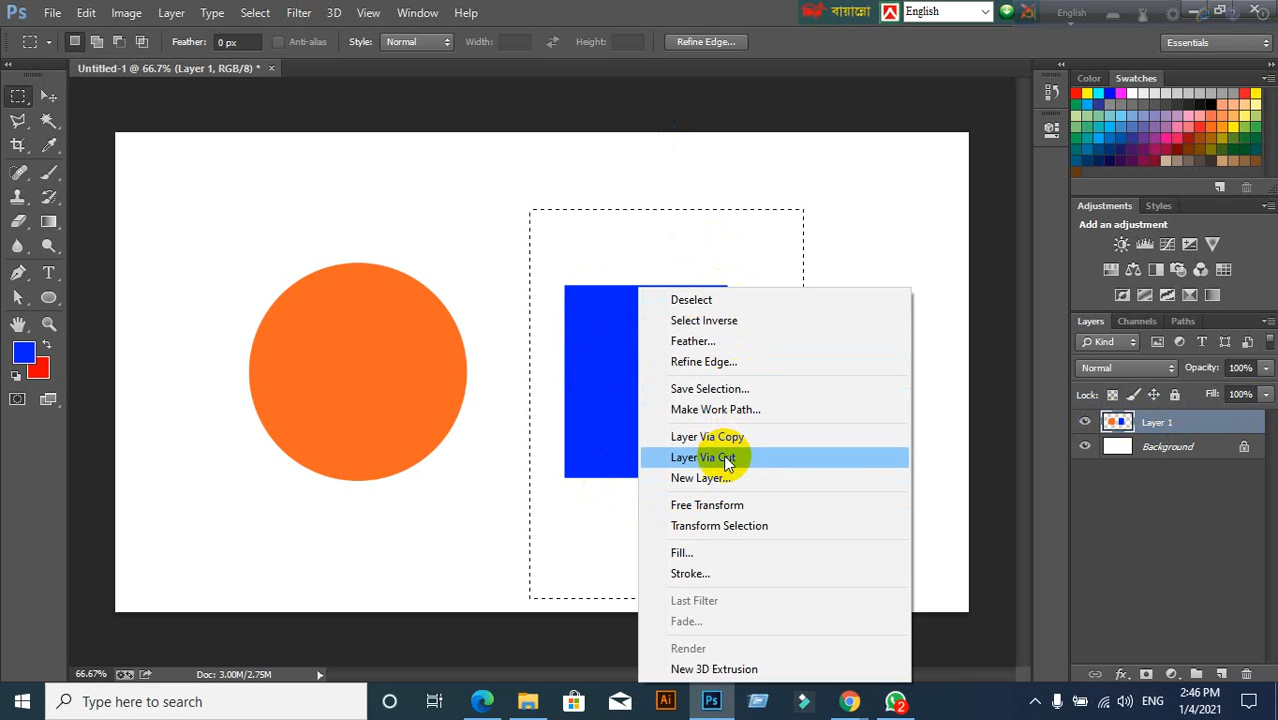 Ps File Edit Image Layer Type Select Filter 3D View Window Help বায়ান্নো English English
Feather: 0 px Anti-alias Style: Normal Width: Height: Refine Edge... Essentials
Untitled-1 @ 66.7% (Layer 1, RGB/8) *
Color Swatches
Adjustments Styles
Add an adjustment
Deselect
Select Inverse
Feather...
Refine Edge...
Save Selection...
Make Work Path...
Layer Via Copy
Layer Via Cut
New Layer...
Free Transform
Transform Selection
Fill...
Stroke...
Last Filter
Fade...
Render
New 3D Extrusion
Layers Channels Paths
Kind
Normal Opacity: 100%
Lock: Fill: 100%
Layer 1
Background
66.67% Doc: 3.00M/2.75M
Type here to search Ai Ps 2 ENG 2:46 PM
1/4/2021